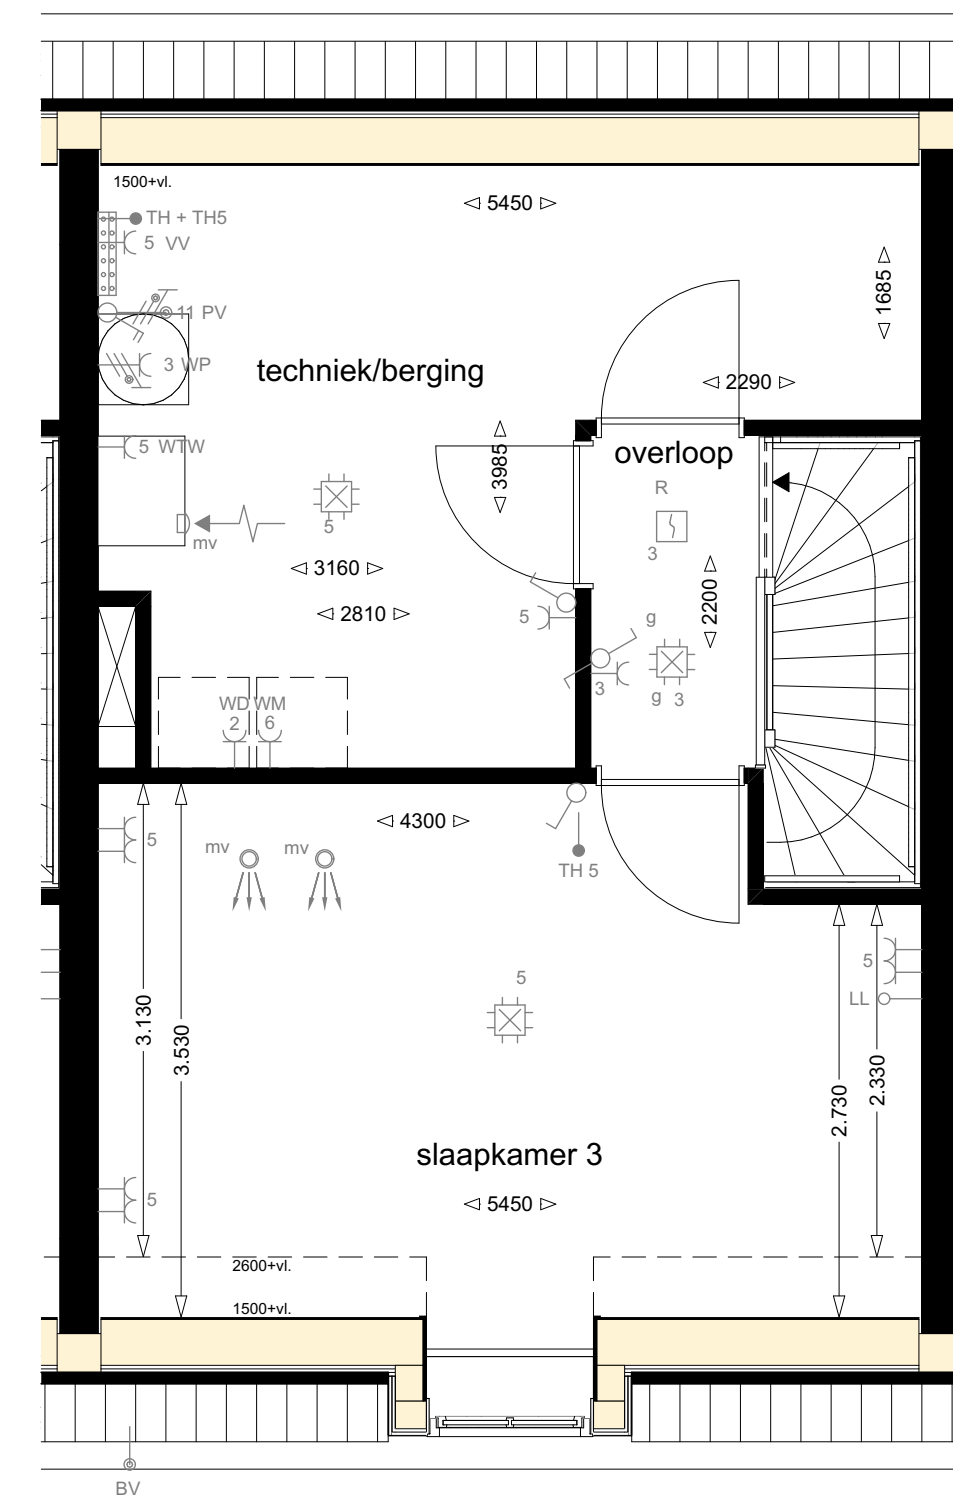 1500+vl.
5450
TH + TH5
5 VV
1685
11 PV
3 WP
techniek/berging
2290
5 WTW
3985
overloop
R
5
mv
3
3160
2200
2810
5
g
3
g 3
WD WM
2 6
4300
5
mv
mv
TH 5
5
5
LL
3.130
3.530
2.330
2.730
slaapkamer 3
5
5450
2600+vl.
1500+vl.
BV